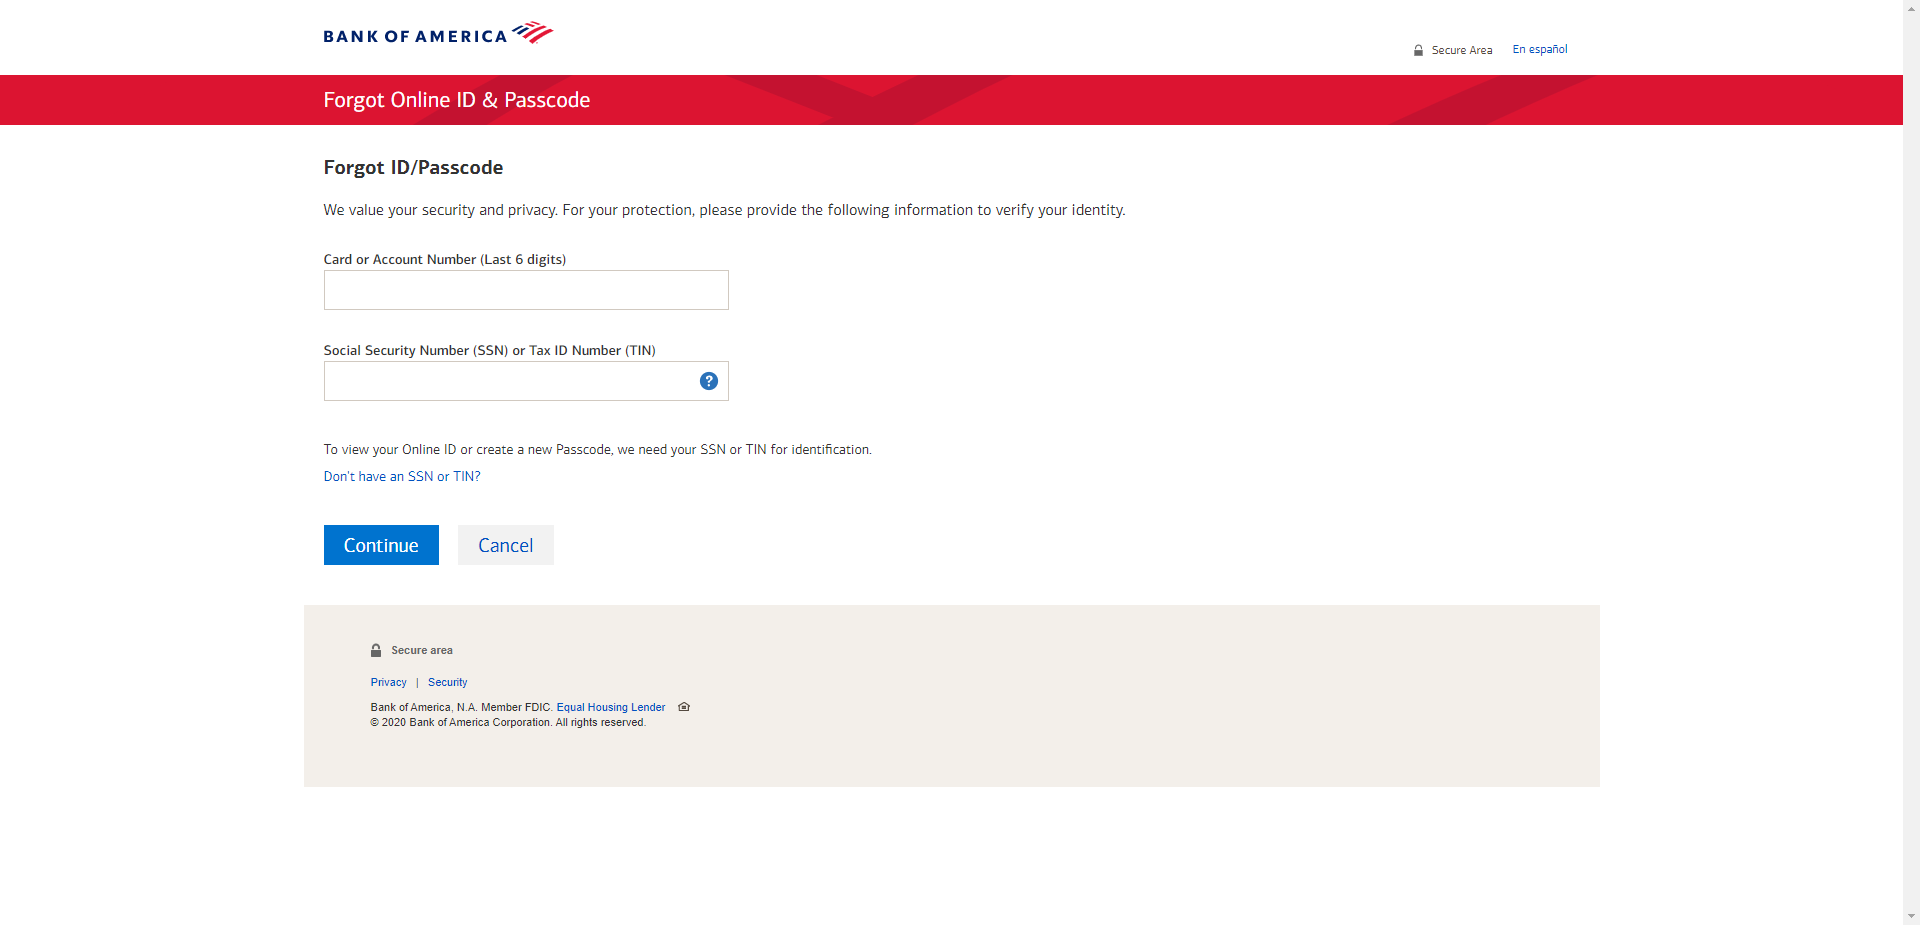 BANK OF AMERICA
Secure Area
En español
Forgot Online ID & Passcode
Forgot ID/Passcode
We value your security and privacy. For your protection, please provide the following information to verify your identity.
Card or Account Number (Last 6 digits)
Social Security Number (SSN) or Tax ID Number (TIN)
?
To view your Online ID or create a new Passcode, we need your SSN or TIN for identification.
Don't have an SSN or TIN?
Continue
Cancel
Secure area
Privacy | Security
Bank of America, N.A. Member FDIC. Equal Housing Lender
© 2020 Bank of America Corporation. All rights reserved.